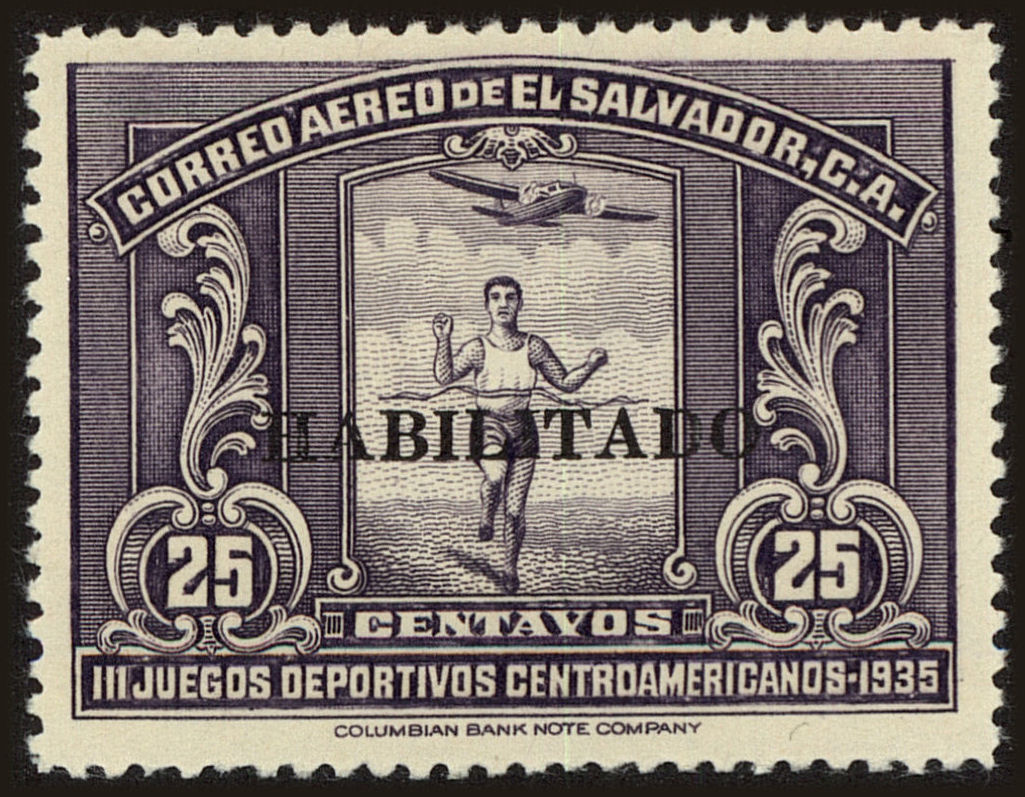 CORREO AEREO DE EL SALVADOR, C.A.
HABILITADO
25 25
CENTAVOS
III JUEGOS DEPORTIVOS CENTROAMERICANOS-1935
COLUMBIAN BANK NOTE COMPANY